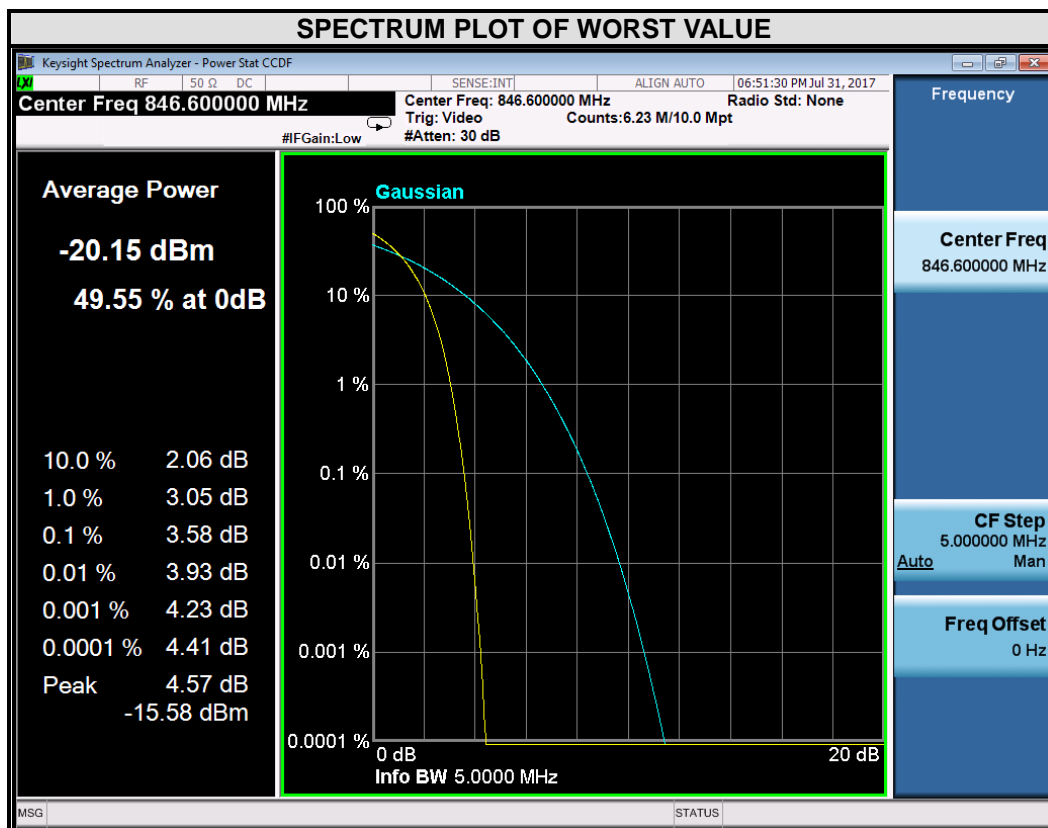 SPECTRUM PLOT OF WORST VALUE
Keysight Spectrum Analyzer - Power Stat CCDF
LXI RF 50 Ω DC SENSE:INT ALIGN AUTO 06:51:30 PM Jul 31, 2017
Center Freq 846.600000 MHz
Center Freq: 846.600000 MHz Radio Std: None
Trig: Video Counts:6.23 M/10.0 Mpt
#IFGain:Low #Atten: 30 dB
Frequency
Average Power
-20.15 dBm
49.55 % at 0dB
10.0 % 2.06 dB
1.0 % 3.05 dB
0.1 % 3.58 dB
0.01 % 3.93 dB
0.001 % 4.23 dB
0.0001 % 4.41 dB
Peak 4.57 dB
-15.58 dBm
Gaussian
100 %
10 %
1 %
0.1 %
0.01 %
0.001 %
0.0001 %
0 dB 20 dB
Info BW 5.0000 MHz
Center Freq
846.600000 MHz
CF Step
5.000000 MHz
Auto Man
Freq Offset
0 Hz
MSG STATUS